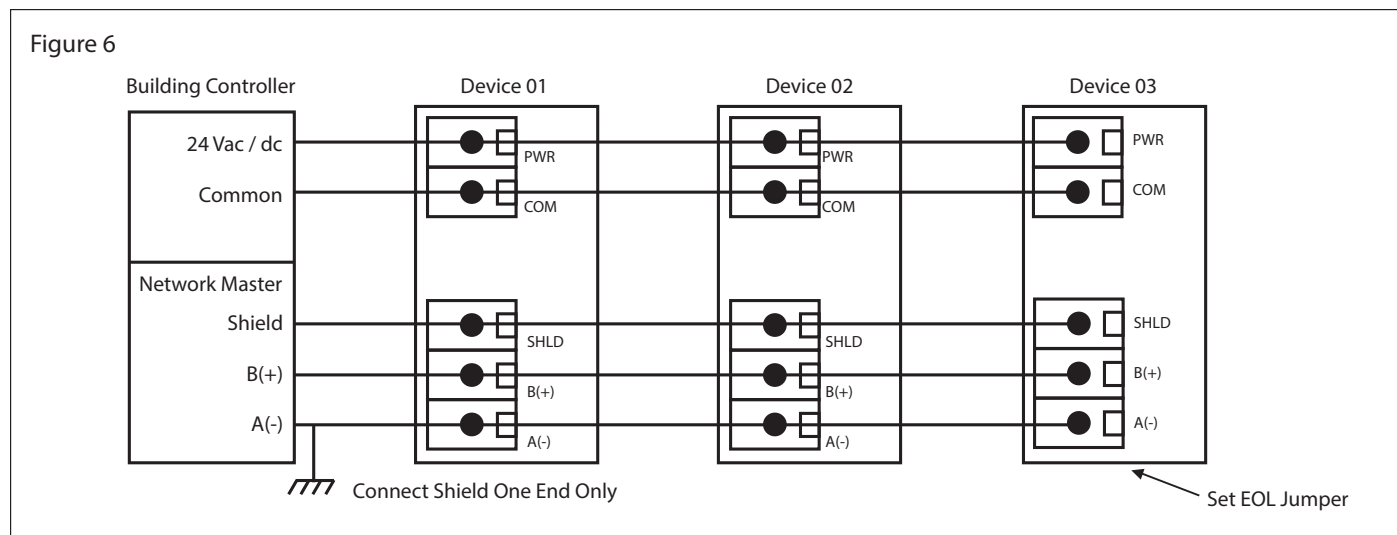 Figure 6
Building Controller
Device 01
Device 02
Device 03
24 Vac / dc
Common
PWR
COM
PWR
COM
PWR
COM
Network Master
Shield
B(+)
A(-)
SHLD
B(+)
A(-)
SHLD
B(+)
A(-)
SHLD
B(+)
A(-)
Connect Shield One End Only
Set EOL Jumper